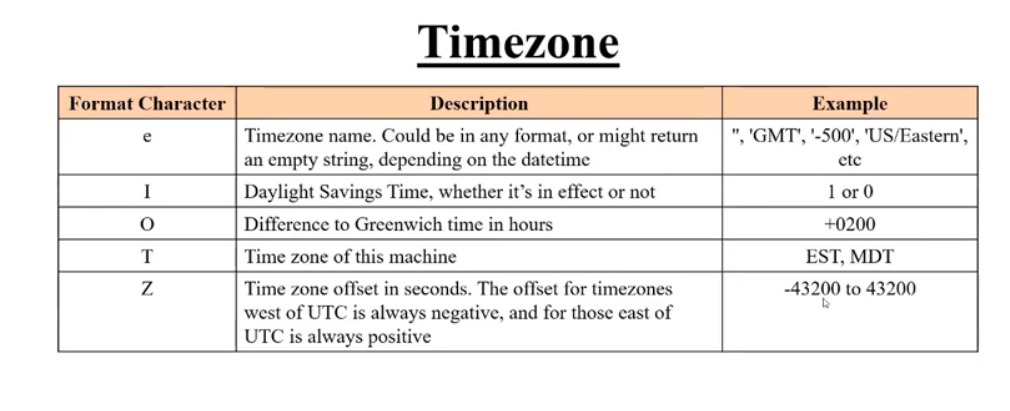 Timezone
Format Character Description Example
e Timezone name. Could be in any format, or might return '', 'GMT', '-500', 'US/Eastern',
an empty string, depending on the datetime etc
I Daylight Savings Time, whether it's in effect or not 1 or 0
O Difference to Greenwich time in hours +0200
T Time zone of this machine EST, MDT
Z Time zone offset in seconds. The offset for timezones -43200 to 43200
west of UTC is always negative, and for those east of
UTC is always positive